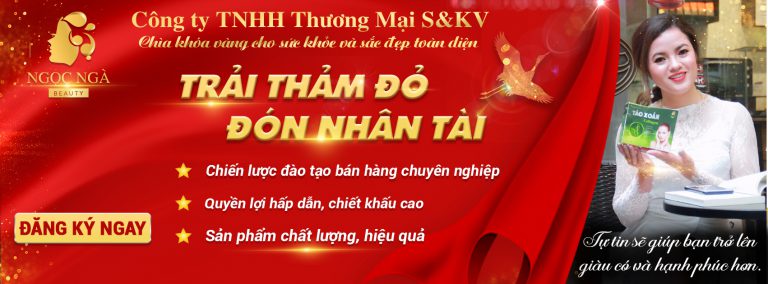 Công ty TNHH Thương Mại S&KV
Chìa khóa vàng cho sức khỏe và sắc đẹp toàn diện
NGỌC NGÀ
BEAUTY
TRẢI THẢM ĐỎ
ĐÓN NHÂN TÀI
Chiến lược đào tạo bán hàng chuyên nghiệp
Quyền lợi hấp dẫn, chiết khấu cao
Sản phẩm chất lượng, hiệu quả
ĐĂNG KÝ NGAY
TẢO XOẮN
Tự tin sẽ giúp bạn trở lên
giàu có và hạnh phúc hơn.